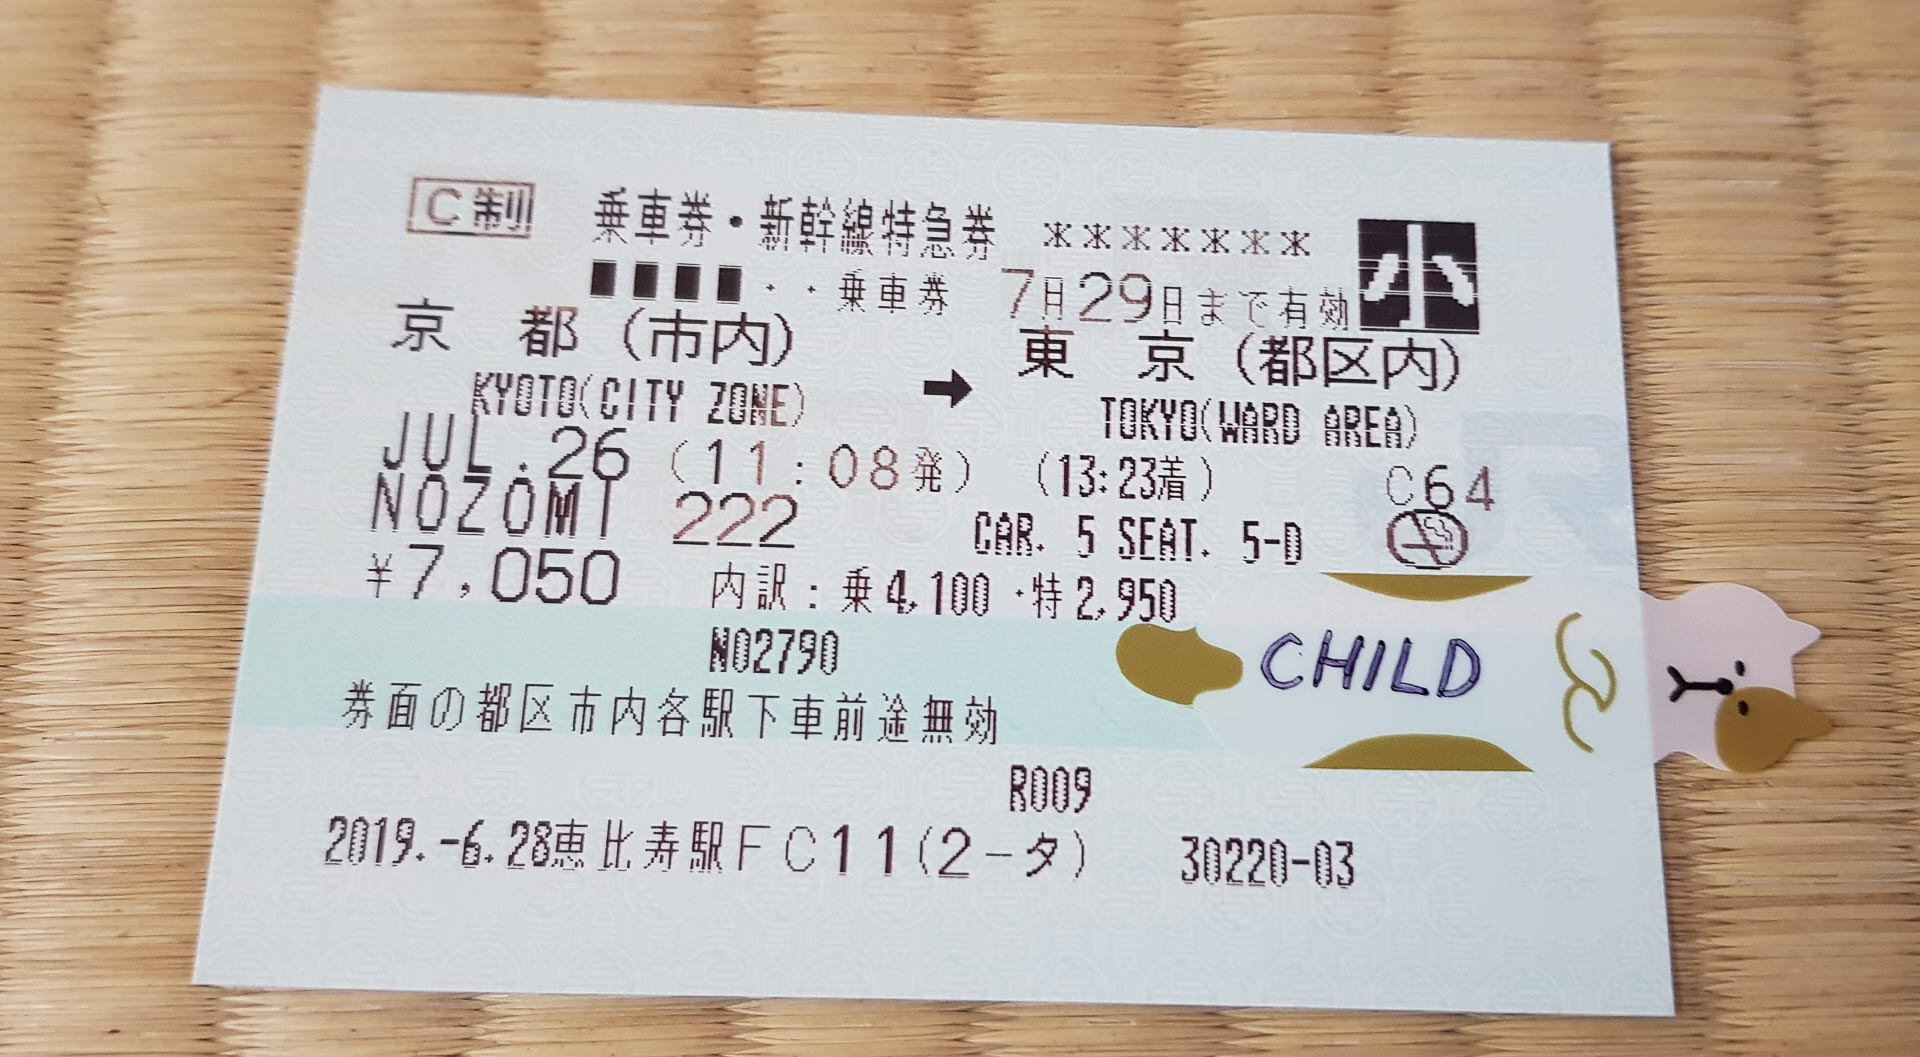 C制 乗車券・新幹線特急券 ******* 小
■■■■・・乗車券 7月29日まで有効
京都(市内) → 東京(都区内)
KYOTO(CITY ZONE) TOKYO(WARD AREA)
JUL.26 (11:08発) (13:23着) C64
NOZOMI 222 CAR. 5 SEAT. 5-D
¥7,050 内訳:乗4,100・特2,950
N02790
CHILD
券面の都区市内各駅下車前途無効
R009
2019.-6.28恵比寿駅FC11(2-タ) 30220-03